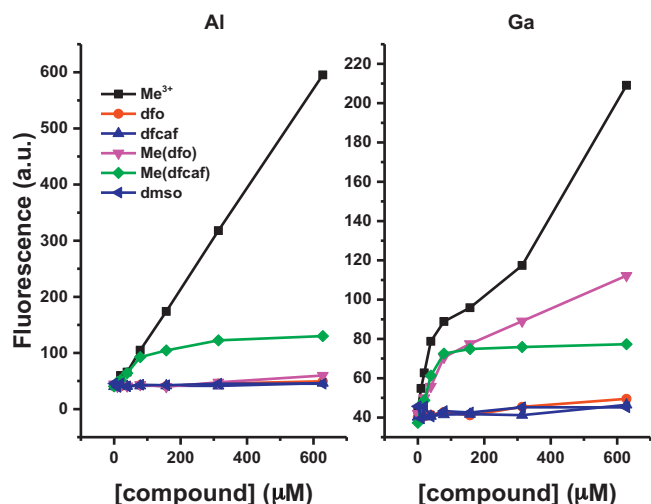 Al
Ga
Fluorescence (a.u.)
600
500
400
300
200
100
0
Me³⁺
dfo
dfcaf
Me(dfo)
Me(dfcaf)
dmso
220
200
180
160
140
120
100
80
60
40
0 200 400 600
0 200 400 600
[compound] (μM)
[compound] (μM)